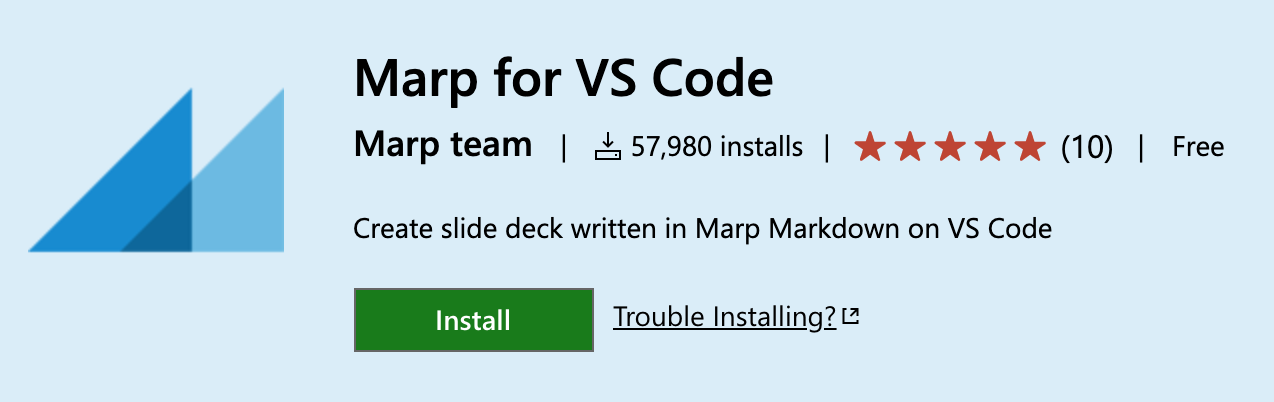 Marp for VS Code
Marp team | 57,980 installs | (10) | Free
Create slide deck written in Marp Markdown on VS Code
Install Trouble Installing?